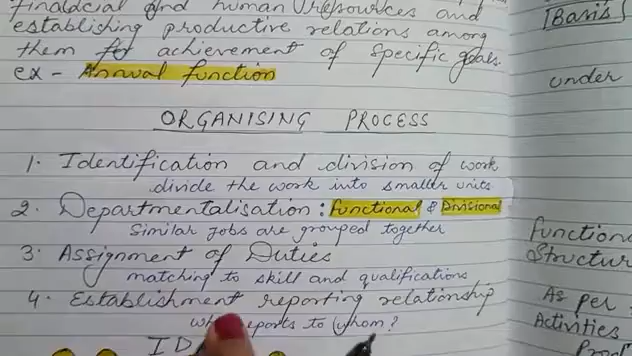 financial and human resources and
establishing productive relations among
them for achievement of specific goals.
ex - Annual function
ORGANISING PROCESS
1. Identification and division of work
divide the work into smaller units
2. Departmentalisation : functional & Divisional
Similar jobs are grouped together
3. Assignment of Duties
matching to skill and qualifications
4. Establishment reporting relationship
reports to whom?
ID
[Basis
under
Structur
As per
Activities